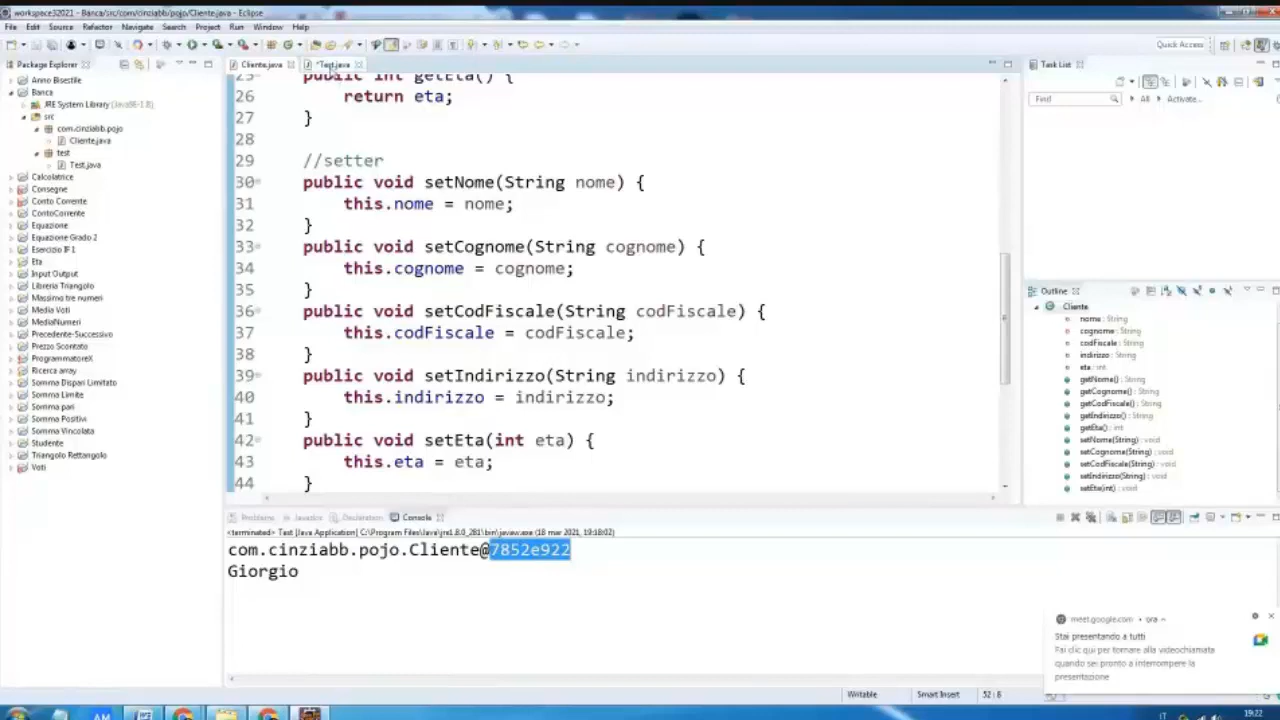 workspace32021 - Banca/src/com/cinziabb/pojo/Cliente.java - Eclipse
File Edit Source Refactor Navigate Search Project Run Window Help
Quick Access
Package Explorer
Anno Bisestile
Banca
JRE System Library [JavaSE-1.8]
src
com.cinziabb.pojo
Cliente.java
test
Test.java
Calcolatrice
Consegne
Conto Corrente
ContoCorrente
Equazione
Equazione Grado 2
Esercizio IF 1
Eta
Input Output
Libreria Triangolo
Massimo tre numeri
Media Voti
MediaNumeri
Precedente-Successivo
Prezzo Scontato
ProgrammatoreX
Ricerca array
Somma Dispari Limitato
Somma Limite
Somma pari
Somma Positivi
Somma Vincolata
Studente
Triangolo Rettangolo
Voti
Cliente.java *Test.java
25 public int getEta() {
26 return eta;
27 }
28
29 //setter
30 public void setNome(String nome) {
31 this.nome = nome;
32 }
33 public void setCognome(String cognome) {
34 this.cognome = cognome;
35 }
36 public void setCodFiscale(String codFiscale) {
37 this.codFiscale = codFiscale;
38 }
39 public void setIndirizzo(String indirizzo) {
40 this.indirizzo = indirizzo;
41 }
42 public void setEta(int eta) {
43 this.eta = eta;
44 }
Task List
Find All Activate...
Outline
Cliente
nome : String
cognome : String
codFiscale : String
indirizzo : String
eta : int
getNome() : String
getCognome() : String
getCodFiscale() : String
getIndirizzo() : String
getEta() : int
setNome(String) : void
setCognome(String) : void
setCodFiscale(String) : void
setIndirizzo(String) : void
setEta(int) : void
Problems Javadoc Declaration Console
<terminated> Test [Java Application] C:\Program Files\Java\jre1.8.0_281\bin\javaw.exe (18 mar 2021, 19:18:02)
com.cinziabb.pojo.Cliente@7852e922
Giorgio
meet.google.com • ora
Stai presentando a tutti
Fai clic qui per tornare alla videochiamata
quando sei pronto a interrompere la
presentazione
Writable Smart Insert 52 : 8
IT 19:22